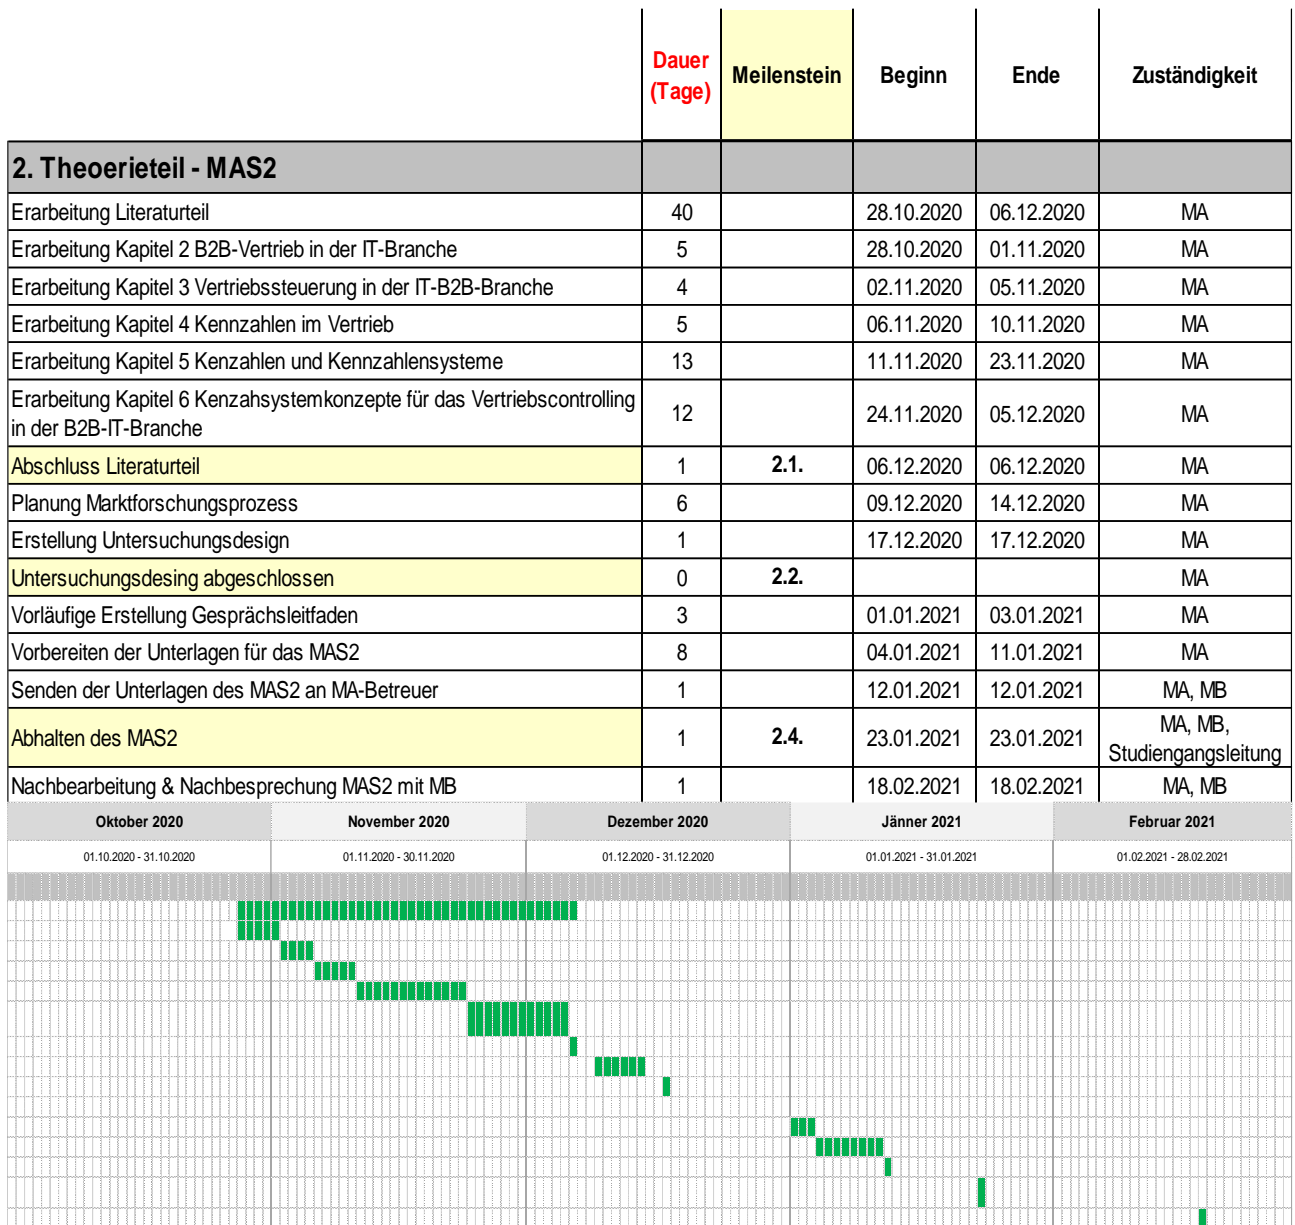 Dauer (Tage) Meilenstein Beginn Ende Zuständigkeit
2. Theoerieteil - MAS2
Erarbeitung Literaturteil 40 28.10.2020 06.12.2020 MA
Erarbeitung Kapitel 2 B2B-Vertrieb in der IT-Branche 5 28.10.2020 01.11.2020 MA
Erarbeitung Kapitel 3 Vertriebssteuerung in der IT-B2B-Branche 4 02.11.2020 05.11.2020 MA
Erarbeitung Kapitel 4 Kennzahlen im Vertrieb 5 06.11.2020 10.11.2020 MA
Erarbeitung Kapitel 5 Kenzahlen und Kennzahlensysteme 13 11.11.2020 23.11.2020 MA
Erarbeitung Kapitel 6 Kenzahsystemkonzepte für das Vertriebscontrolling
in der B2B-IT-Branche 12 24.11.2020 05.12.2020 MA
Abschluss Literaturteil 1 2.1. 06.12.2020 06.12.2020 MA
Planung Marktforschungsprozess 6 09.12.2020 14.12.2020 MA
Erstellung Untersuchungsdesign 1 17.12.2020 17.12.2020 MA
Untersuchungsdesing abgeschlossen 0 2.2. MA
Vorläufige Erstellung Gesprächsleitfaden 3 01.01.2021 03.01.2021 MA
Vorbereiten der Unterlagen für das MAS2 8 04.01.2021 11.01.2021 MA
Senden der Unterlagen des MAS2 an MA-Betreuer 1 12.01.2021 12.01.2021 MA, MB
Abhalten des MAS2 1 2.4. 23.01.2021 23.01.2021 MA, MB,
Studiengangsleitung
Nachbearbeitung & Nachbesprechung MAS2 mit MB 1 18.02.2021 18.02.2021 MA, MB
Oktober 2020 November 2020 Dezember 2020 Jänner 2021 Februar 2021
01.10.2020 - 31.10.2020 01.11.2020 - 30.11.2020 01.12.2020 - 31.12.2020 01.01.2021 - 31.01.2021 01.02.2021 - 28.02.2021